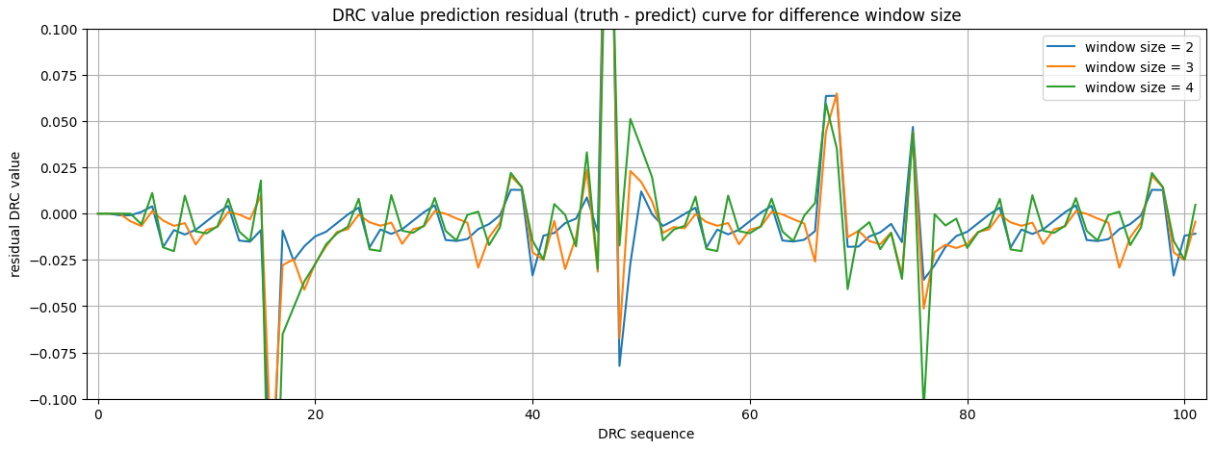 DRC value prediction residual (truth - predict) curve for difference window size
0.100
0.075
0.050
0.025
0.000
−0.025
−0.050
−0.075
−0.100
residual DRC value
window size = 2
window size = 3
window size = 4
0
20
40
60
80
100
DRC sequence